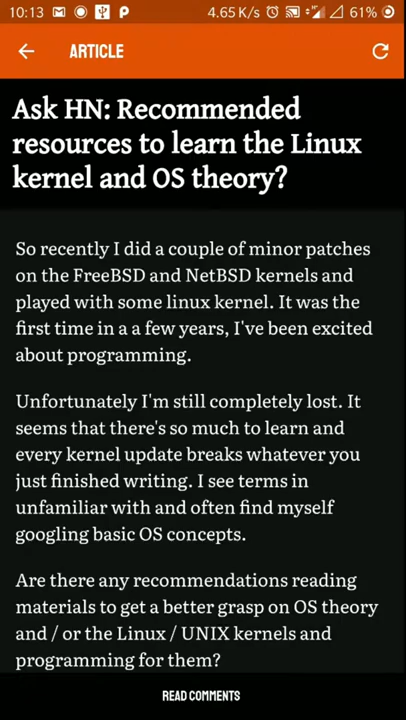 10:13 4.65 K/s 61%
ARTICLE
Ask HN: Recommended
resources to learn the Linux
kernel and OS theory?
So recently I did a couple of minor patches
on the FreeBSD and NetBSD kernels and
played with some linux kernel. It was the
first time in a a few years, I've been excited
about programming.
Unfortunately I'm still completely lost. It
seems that there's so much to learn and
every kernel update breaks whatever you
just finished writing. I see terms in
unfamiliar with and often find myself
googling basic OS concepts.
Are there any recommendations reading
materials to get a better grasp on OS theory
and / or the Linux / UNIX kernels and
programming for them?
READ COMMENTS